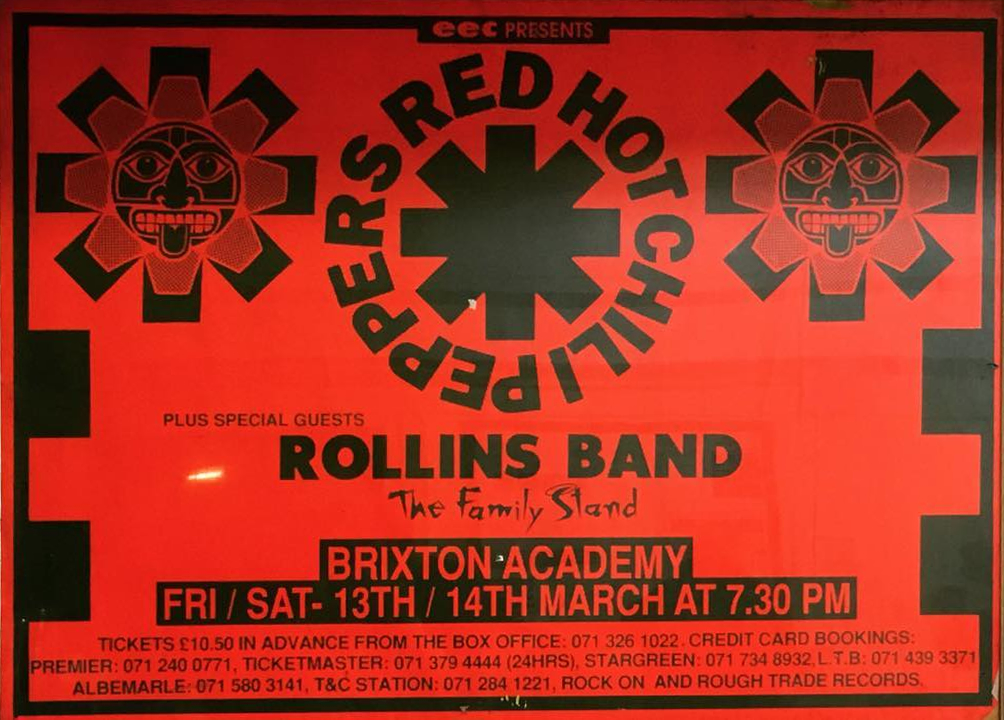 eec PRESENTS
RED HOT CHILI PEPPERS
PLUS SPECIAL GUESTS
ROLLINS BAND
The Family Stand
BRIXTON ACADEMY
FRI / SAT- 13TH / 14TH MARCH AT 7.30 PM
TICKETS £10.50 IN ADVANCE FROM THE BOX OFFICE: 071 326 1022. CREDIT CARD BOOKINGS:
PREMIER: 071 240 0771, TICKETMASTER: 071 379 4444 (24HRS), STARGREEN: 071 734 8932, L.T.B: 071 439 3371
ALBEMARLE: 071 580 3141, T&C STATION: 071 284 1221, ROCK ON AND ROUGH TRADE RECORDS.